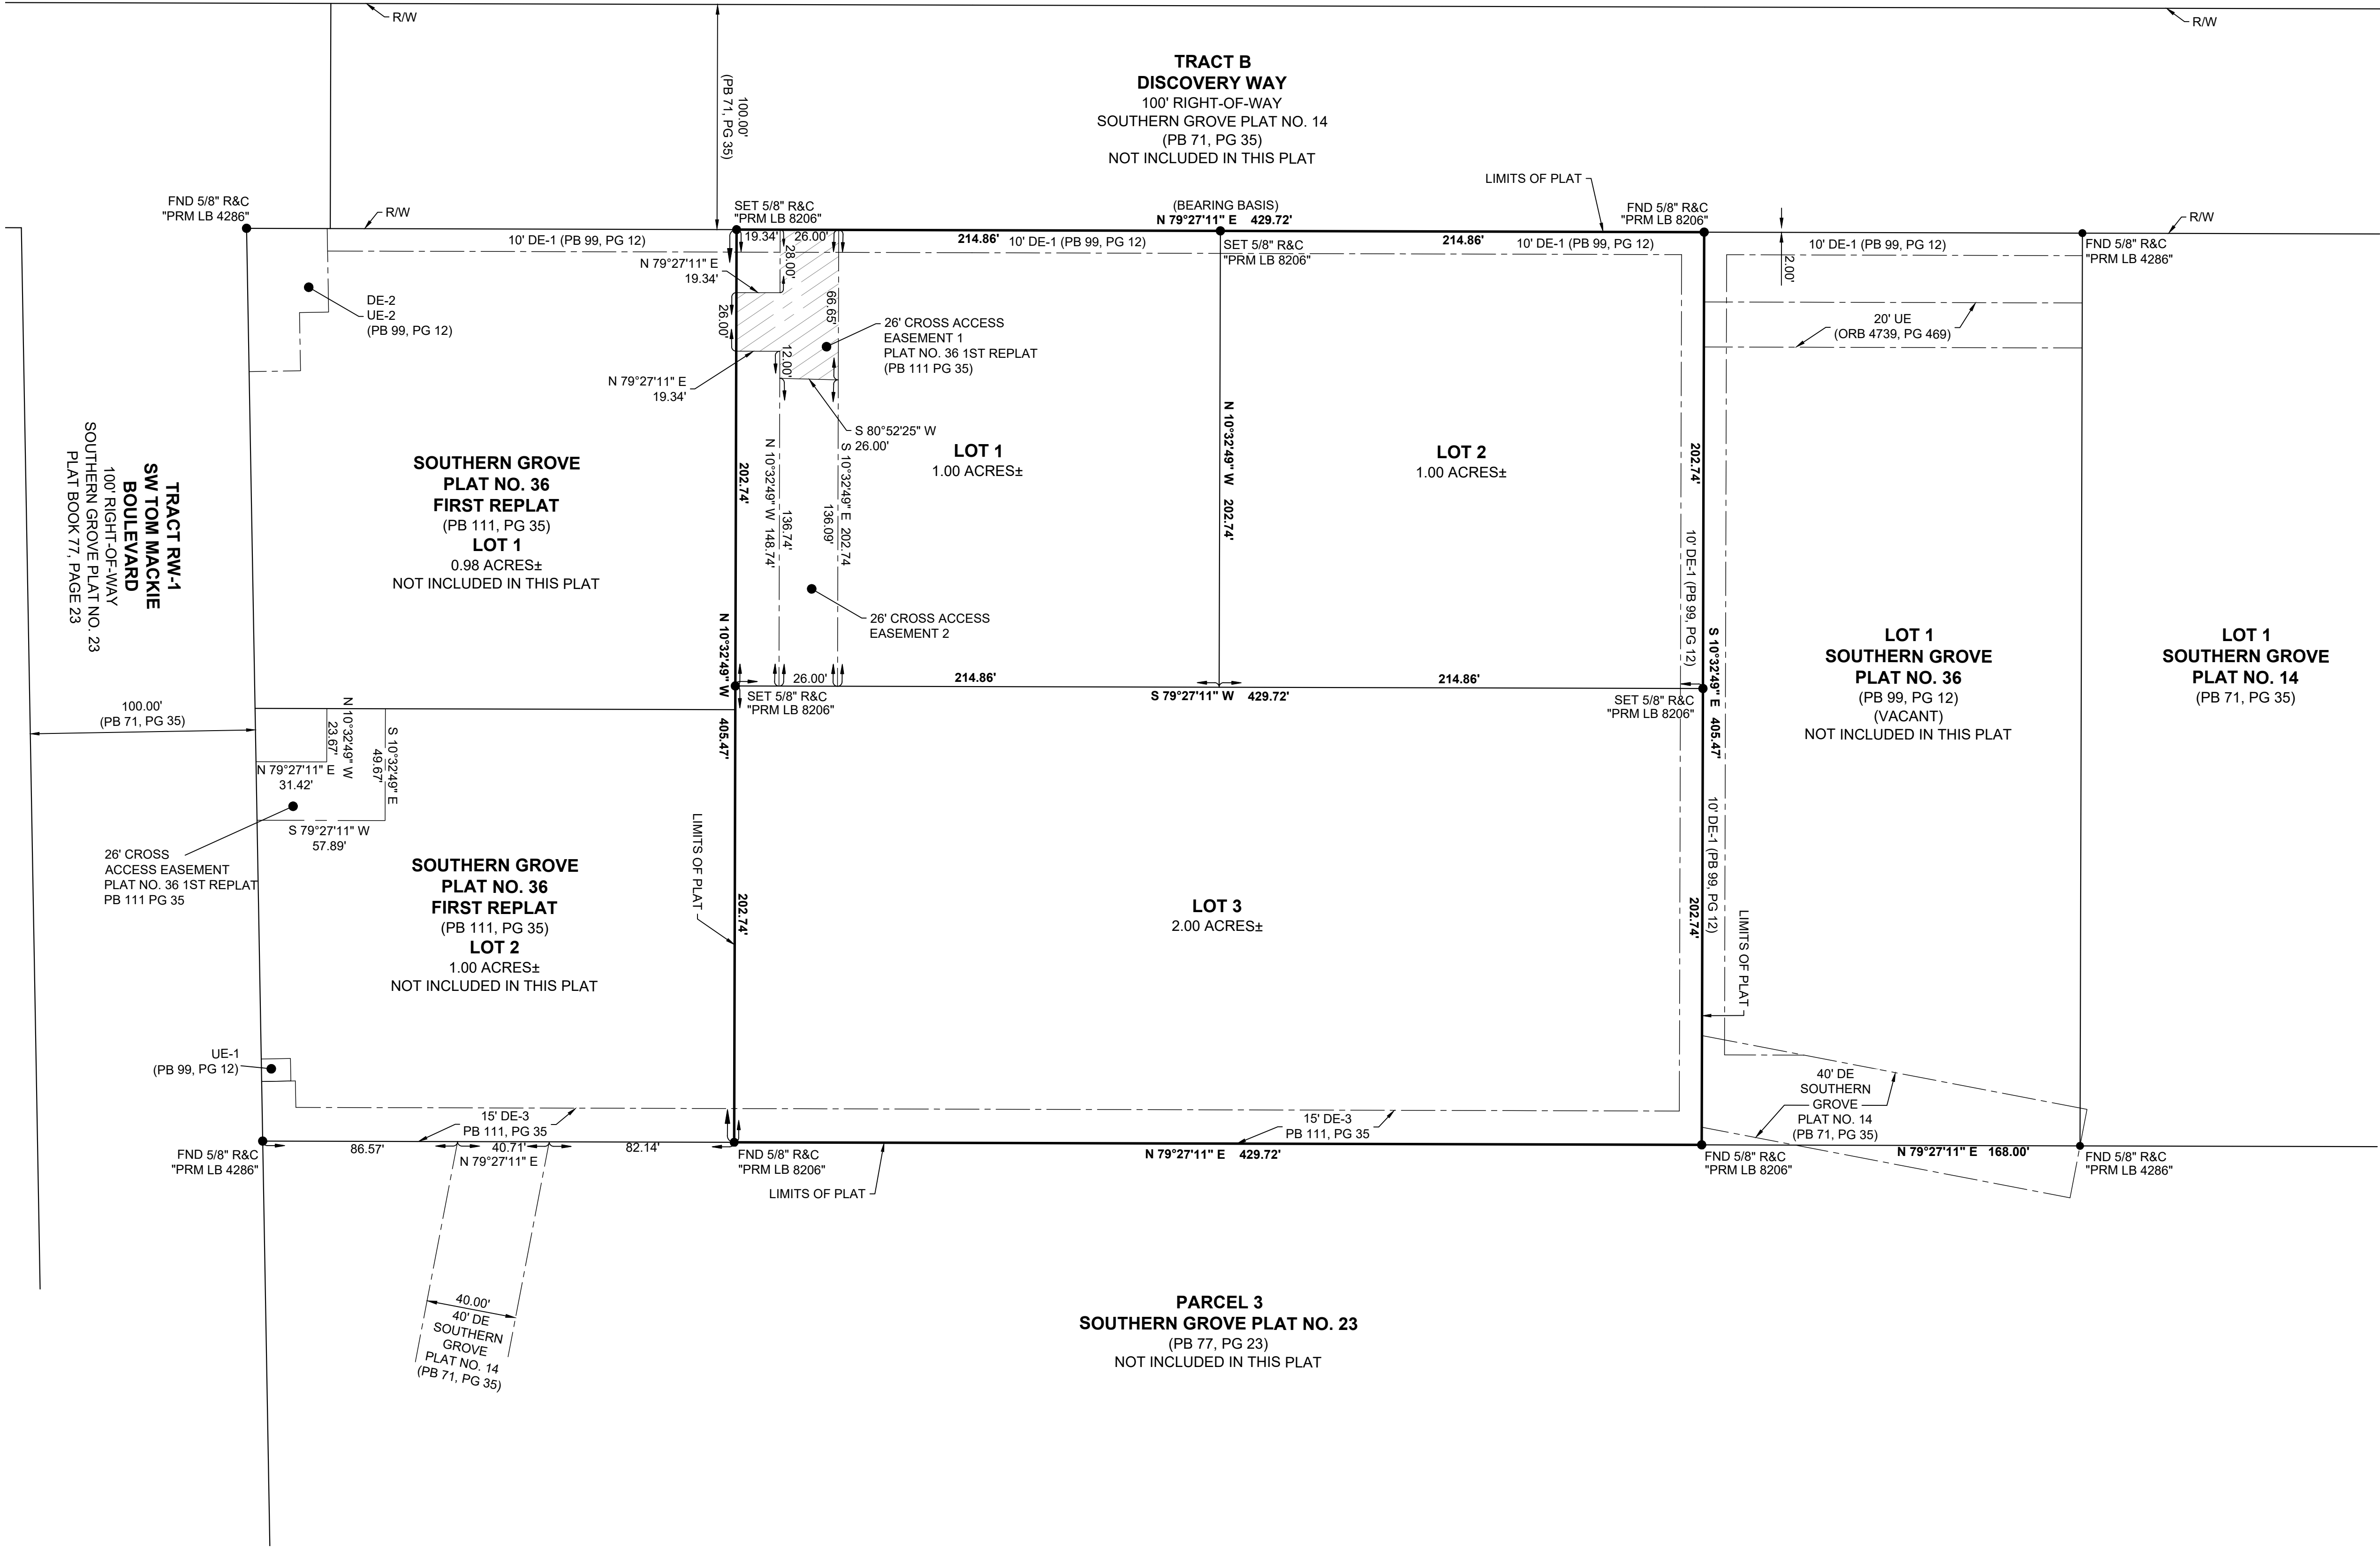 R/W
R/W
100.00'
(PB 71, PG 35)
TRACT B
DISCOVERY WAY
100' RIGHT-OF-WAY
SOUTHERN GROVE PLAT NO. 14
(PB 71, PG 35)
NOT INCLUDED IN THIS PLAT
LIMITS OF PLAT
FND 5/8" R&C
"PRM LB 4286"
R/W
SET 5/8" R&C
"PRM LB 8206"
(BEARING BASIS)
N 79°27'11" E 429.72'
FND 5/8" R&C
"PRM LB 8206"
R/W
10' DE-1 (PB 99, PG 12)
19.34'
26.00'
214.86'
10' DE-1 (PB 99, PG 12)
SET 5/8" R&C
"PRM LB 8206"
214.86'
10' DE-1 (PB 99, PG 12)
2.00'
10' DE-1 (PB 99, PG 12)
FND 5/8" R&C
"PRM LB 4286"
N 79°27'11" E
19.34'
28.00'
26.00'
66.65'
12.00'
DE-2
UE-2
(PB 99, PG 12)
26' CROSS ACCESS
EASEMENT 1
PLAT NO. 36 1ST REPLAT
(PB 111 PG 35)
20' UE
(ORB 4739, PG 469)
N 79°27'11" E
19.34'
S 80°52'25" W
26.00'
TRACT RW-1
SW TOM MACKIE
BOULEVARD
100' RIGHT-OF-WAY
SOUTHERN GROVE PLAT NO. 23
PLAT BOOK 77, PAGE 23
SOUTHERN GROVE
PLAT NO. 36
FIRST REPLAT
(PB 111, PG 35)
LOT 1
0.98 ACRES±
NOT INCLUDED IN THIS PLAT
202.74'
N 10°32'49" W 148.74'
136.74'
136.09'
S 10°32'49" E 202.74
LOT 1
1.00 ACRES±
N 10°32'49" W 202.74'
LOT 2
1.00 ACRES±
202.74'
10' DE-1 (PB 99, PG 12)
26' CROSS ACCESS
EASEMENT 2
N 10°32'49" W 405.47'
S 10°32'49" E 405.47'
LOT 1
SOUTHERN GROVE
PLAT NO. 36
(PB 99, PG 12)
(VACANT)
NOT INCLUDED IN THIS PLAT
LOT 1
SOUTHERN GROVE
PLAT NO. 14
(PB 71, PG 35)
26.00'
214.86'
214.86'
SET 5/8" R&C
"PRM LB 8206"
S 79°27'11" W 429.72'
SET 5/8" R&C
"PRM LB 8206"
100.00'
(PB 71, PG 35)
N 10°32'49" W
23.67'
S 10°32'49" E
49.67'
N 79°27'11" E
31.42'
S 79°27'11" W
57.89'
26' CROSS
ACCESS EASEMENT
PLAT NO. 36 1ST REPLAT
PB 111 PG 35
SOUTHERN GROVE
PLAT NO. 36
FIRST REPLAT
(PB 111, PG 35)
LOT 2
1.00 ACRES±
NOT INCLUDED IN THIS PLAT
LIMITS OF PLAT
202.74'
LOT 3
2.00 ACRES±
202.74'
10' DE-1 (PB 99, PG 12)
LIMITS OF PLAT
UE-1
(PB 99, PG 12)
15' DE-3
PB 111, PG 35
15' DE-3
PB 111, PG 35
40' DE
SOUTHERN
GROVE
PLAT NO. 14
(PB 71, PG 35)
FND 5/8" R&C
"PRM LB 4286"
86.57'
40.71'
N 79°27'11" E
82.14'
FND 5/8" R&C
"PRM LB 8206"
LIMITS OF PLAT
N 79°27'11" E 429.72'
FND 5/8" R&C
"PRM LB 8206"
N 79°27'11" E 168.00'
FND 5/8" R&C
"PRM LB 4286"
40.00'
40' DE
SOUTHERN
GROVE
PLAT NO. 14
(PB 71, PG 35)
PARCEL 3
SOUTHERN GROVE PLAT NO. 23
(PB 77, PG 23)
NOT INCLUDED IN THIS PLAT